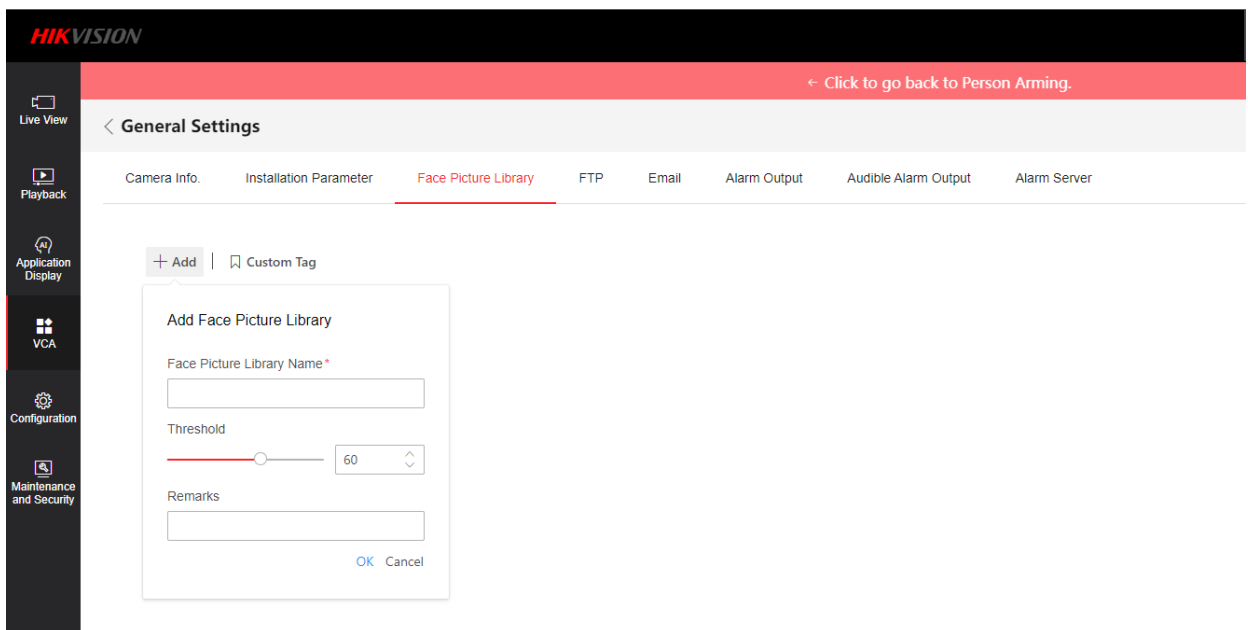 HIKVISION
← Click to go back to Person Arming.
Live View
< General Settings
Camera Info. Installation Parameter Face Picture Library FTP Email Alarm Output Audible Alarm Output Alarm Server
Playback
AI
Application
Display
+ Add | Custom Tag
Add Face Picture Library
VCA
Face Picture Library Name*
Configuration
Threshold
60
Maintenance
and Security
Remarks
OK Cancel